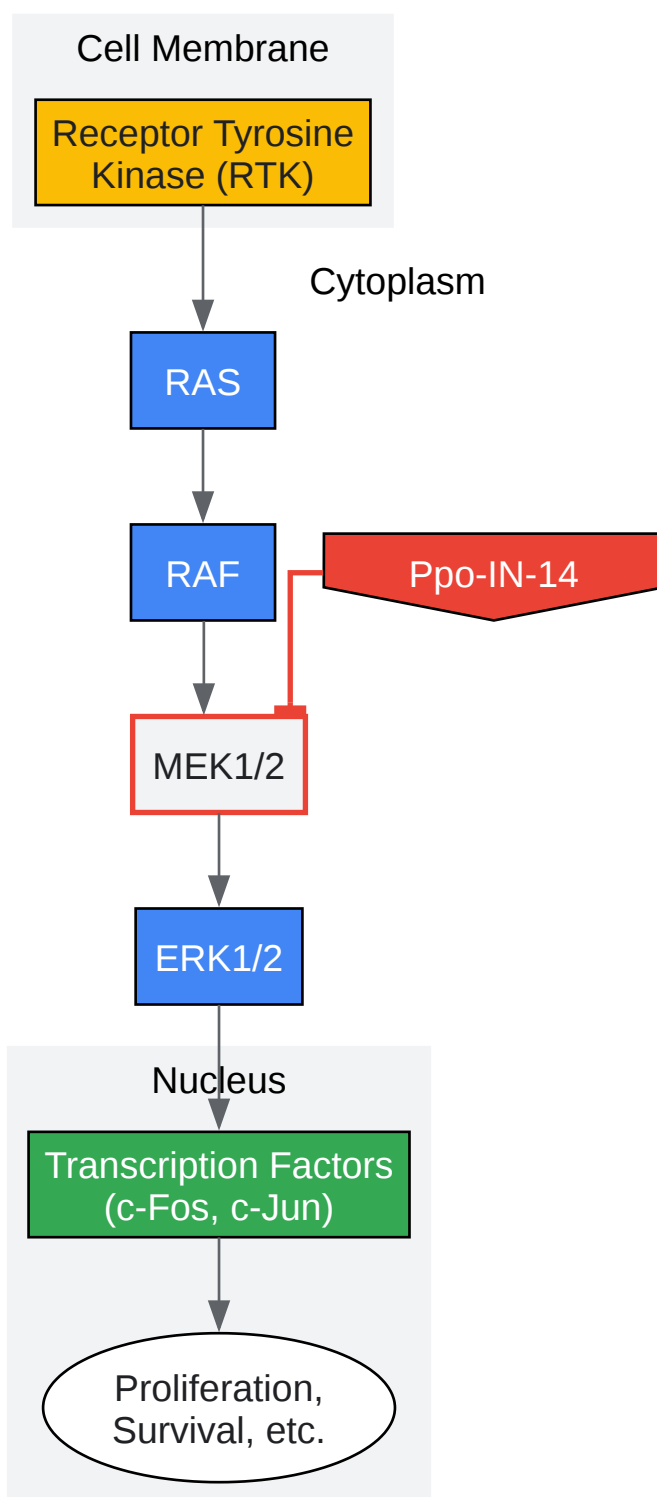 Cell Membrane
Receptor Tyrosine
Kinase (RTK)
Cytoplasm
RAS
RAF
Ppo-IN-14
MEK1/2
ERK1/2
Nucleus
Transcription Factors
(c-Fos, c-Jun)
Proliferation,
Survival, etc.